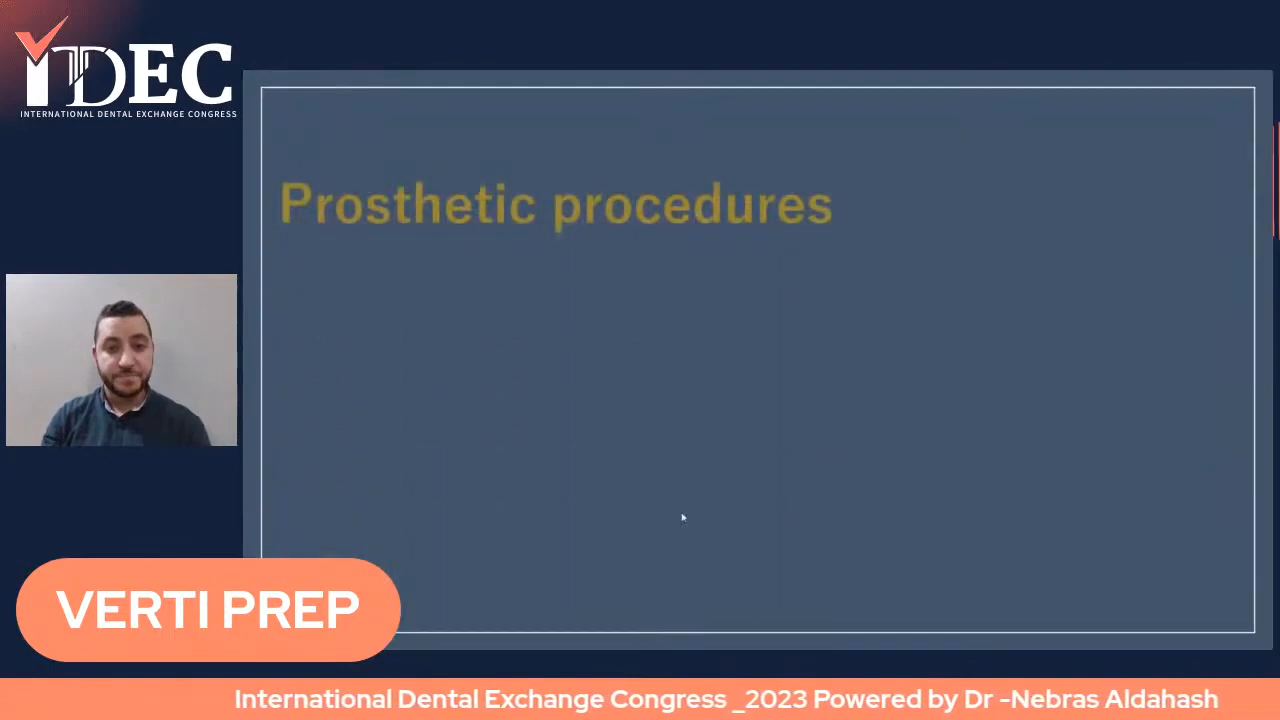 IDEC
INTERNATIONAL DENTAL EXCHANGE CONGRESS
Prosthetic procedures
VERTI PREP
International Dental Exchange Congress _2023 Powered by Dr -Nebras Aldahash